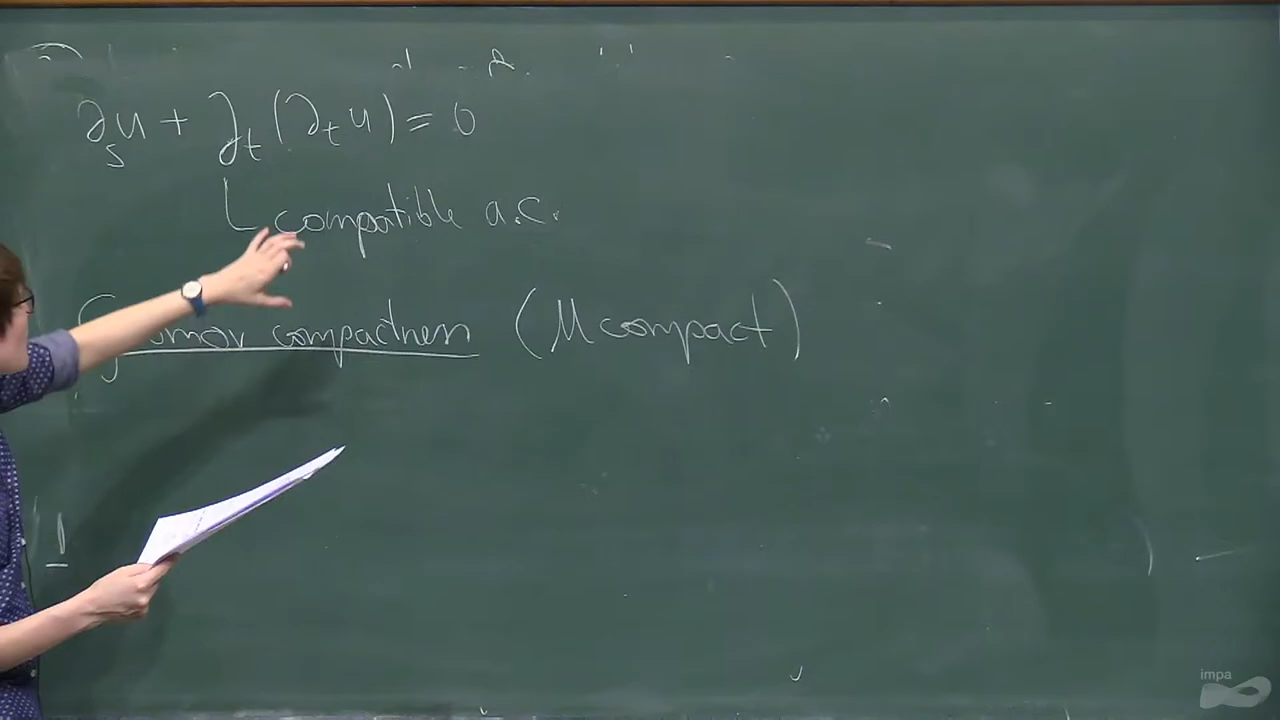 ∂ₛu + J_t(∂_t u) = 0
compatible a.c.
Gromov compactness (M compact)
impa